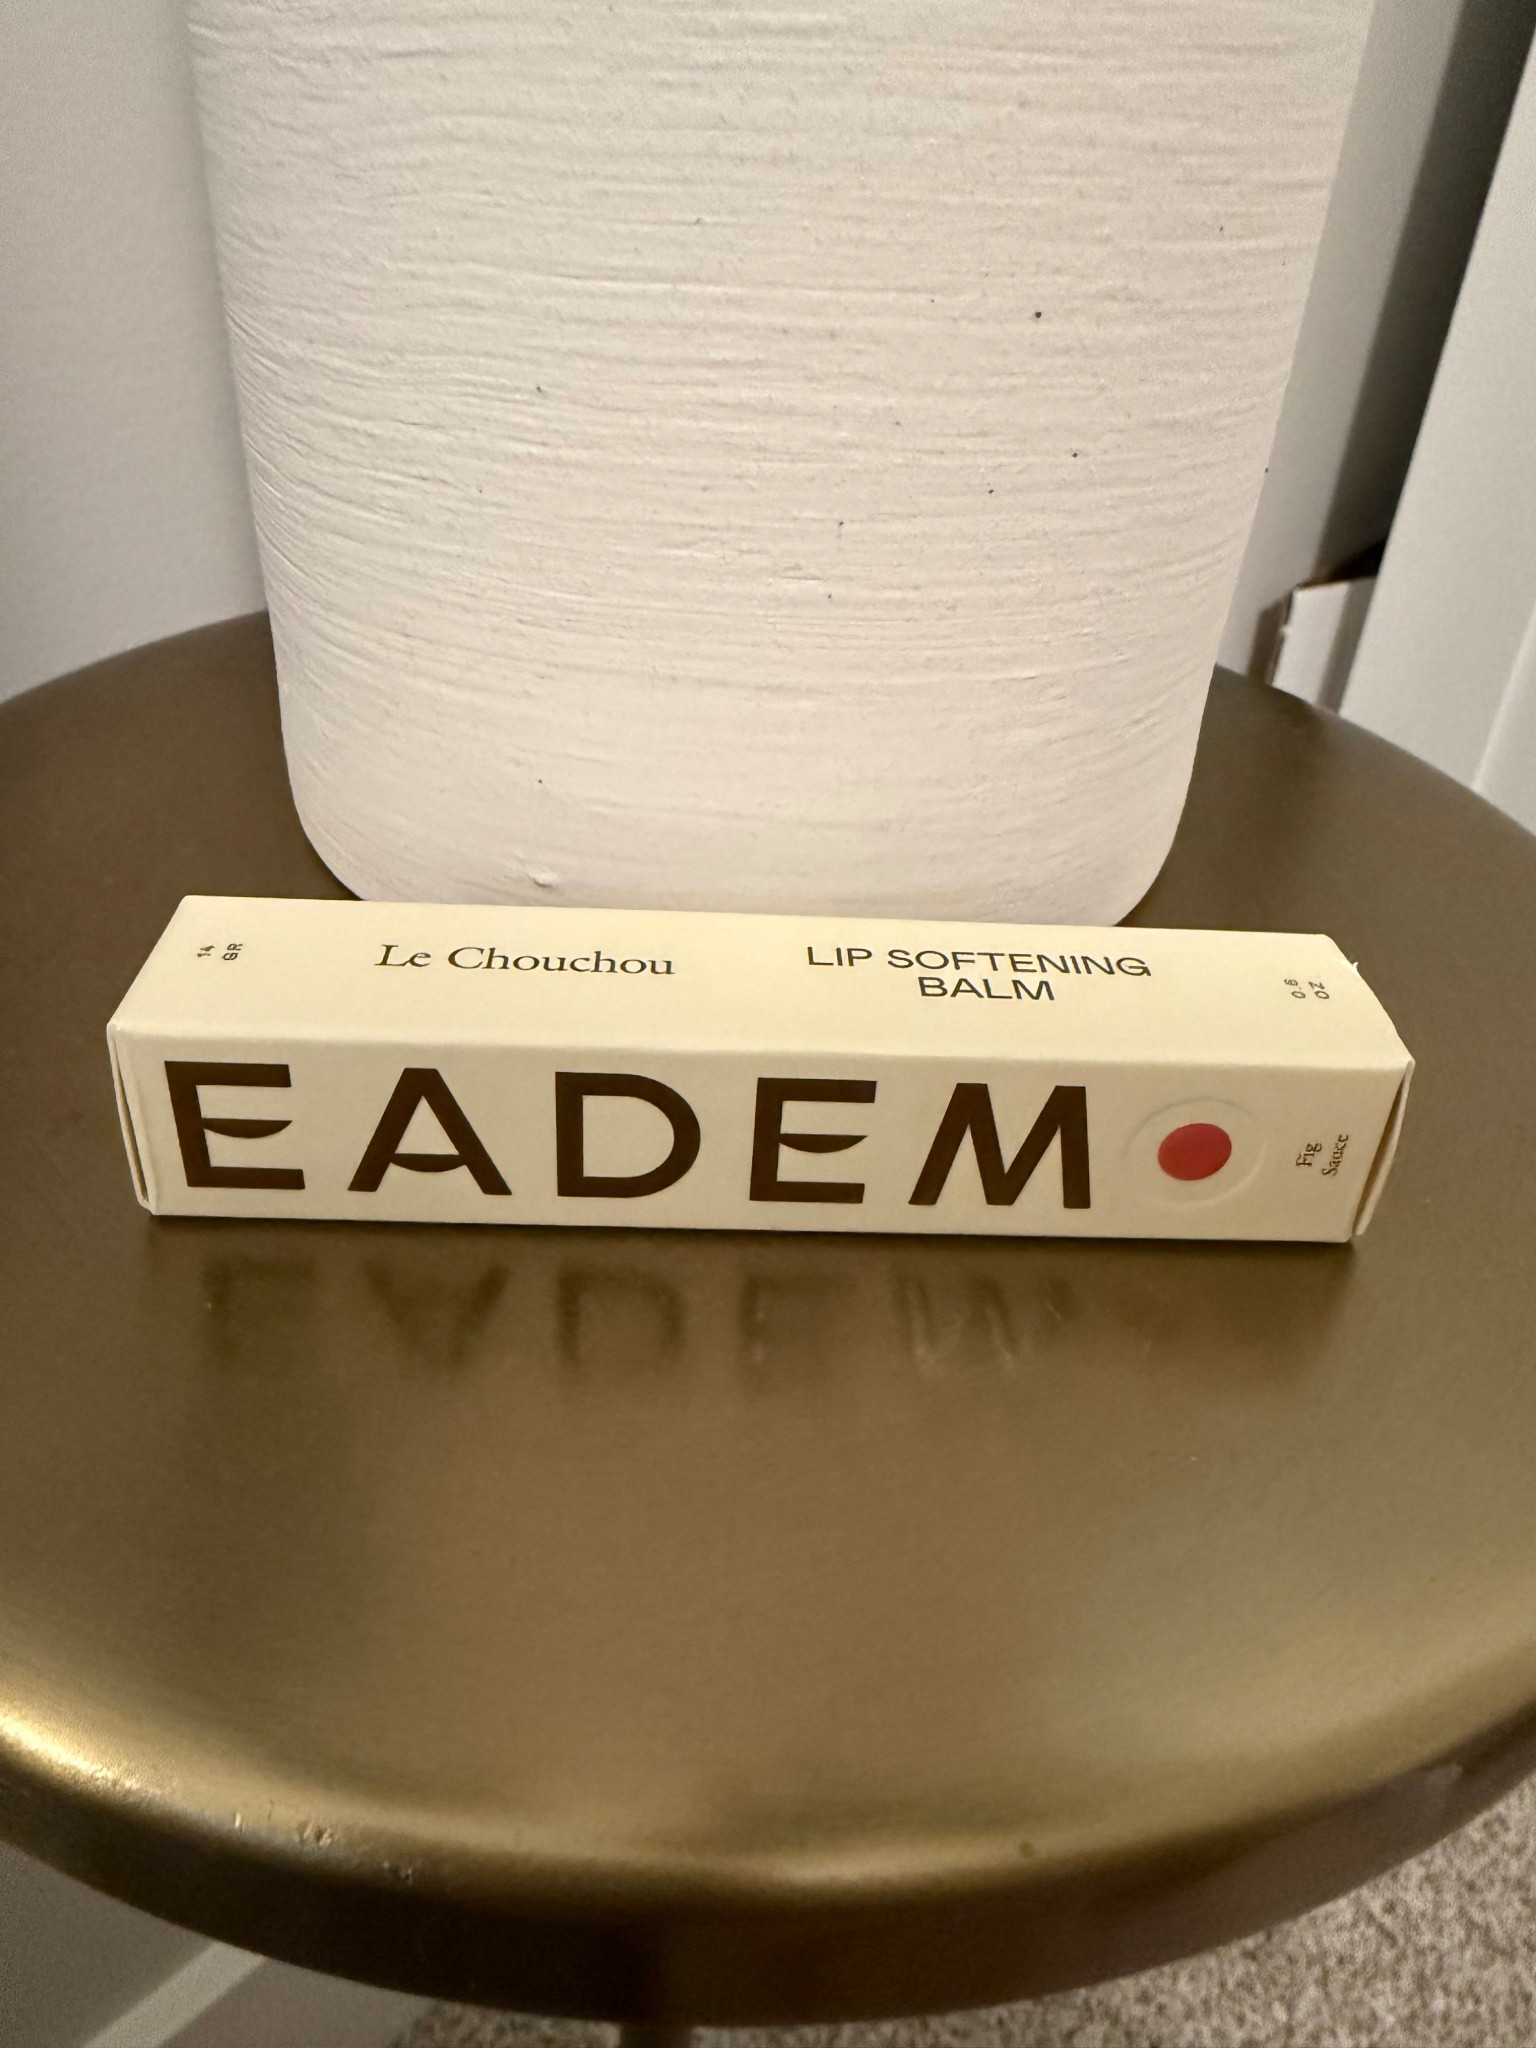 14
GR
Le Chouchou
LIP SOFTENING
BALM
0.5
OZ
EADEM
Fig
Sauce